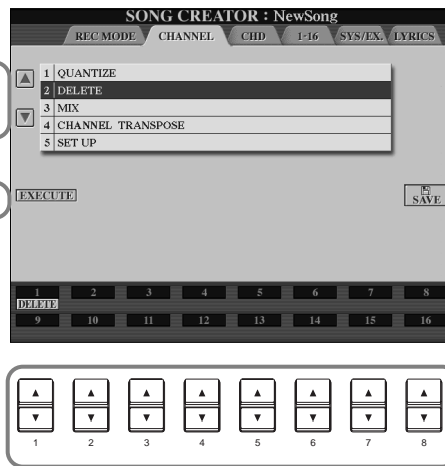 SONG CREATOR : NewSong
REC MODE CHANNEL CHD 1-16 SYS/EX. LYRICS
1 QUANTIZE
2 DELETE
3 MIX
4 CHANNEL TRANSPOSE
5 SET UP
EXECUTE
SAVE
1 2 3 4 5 6 7 8
DELETE
9 10 11 12 13 14 15 16
1 2 3 4 5 6 7 8